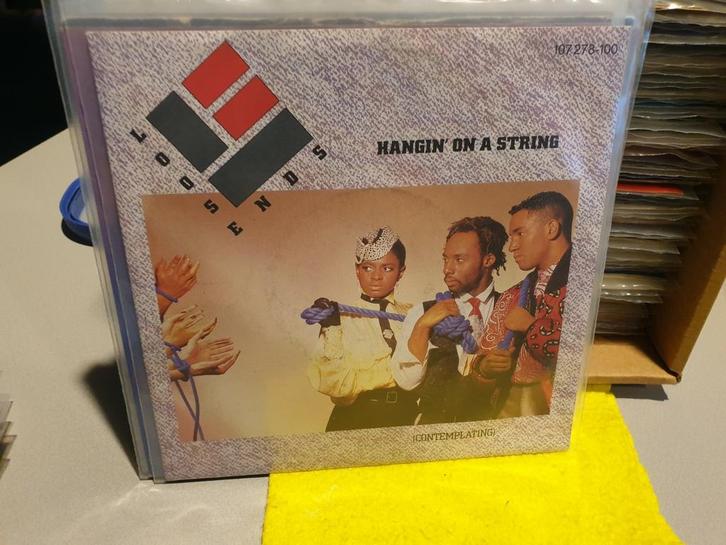 107 278-100
LOOSE ENDS
HANGIN' ON A STRING
(CONTEMPLATING)